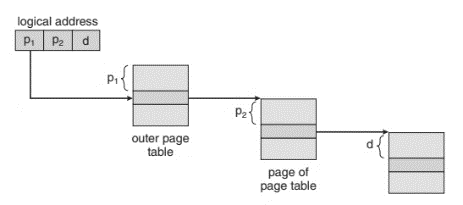 logical address
p₁ p₂ d
p₁
outer page
table
p₂
page of
page table
d